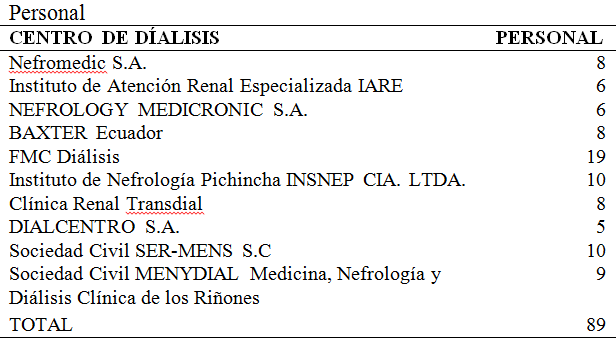 Personal
CENTRO DE DÍALISIS PERSONAL
Nefromedic S.A. 8
Instituto de Atención Renal Especializada IARE 6
NEFROLOGY MEDICRONIC S.A. 6
BAXTER Ecuador 8
FMC Diálisis 19
Instituto de Nefrología Pichincha INSNEP CIA. LTDA. 10
Clínica Renal Transdial 8
DIALCENTRO S.A. 5
Sociedad Civil SER-MENS S.C 10
Sociedad Civil MENYDIAL Medicina, Nefrología y 9
Diálisis Clínica de los Riñones
TOTAL 89